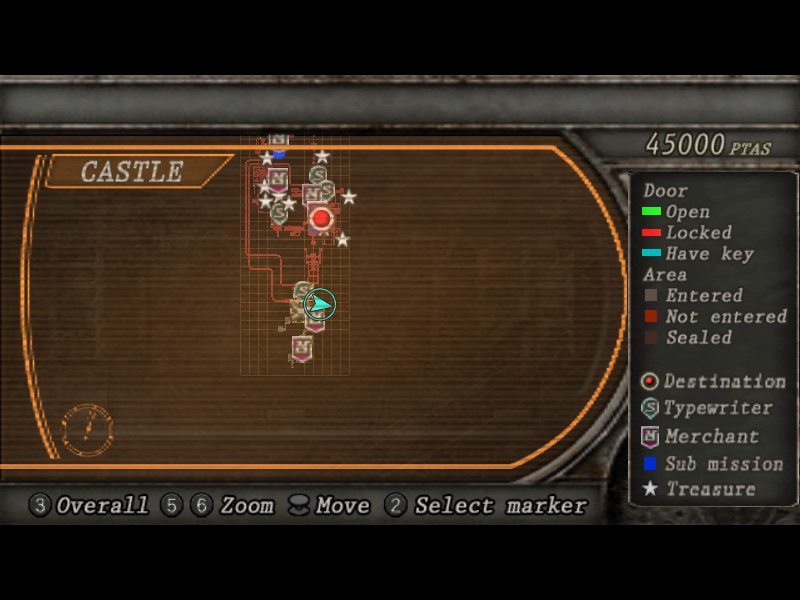 45000 PTAS
CASTLE
Door
Open
Locked
Have key
Area
Entered
Not entered
Sealed
Destination
S Typewriter
M Merchant
Sub mission
Treasure
3 Overall 5 6 Zoom Move 2 Select marker